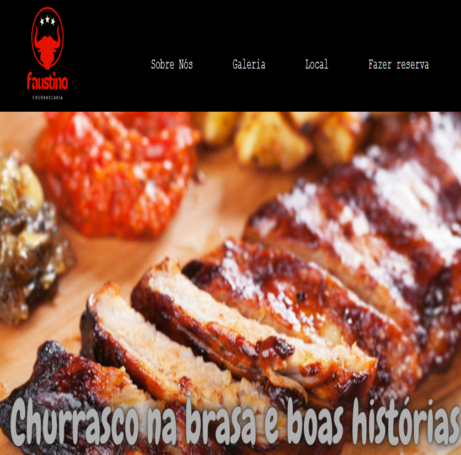 faustino
CHURRASCARIA
Sobre Nós
Galeria
Local
Fazer reserva
Churrasco na brasa e boas histórias